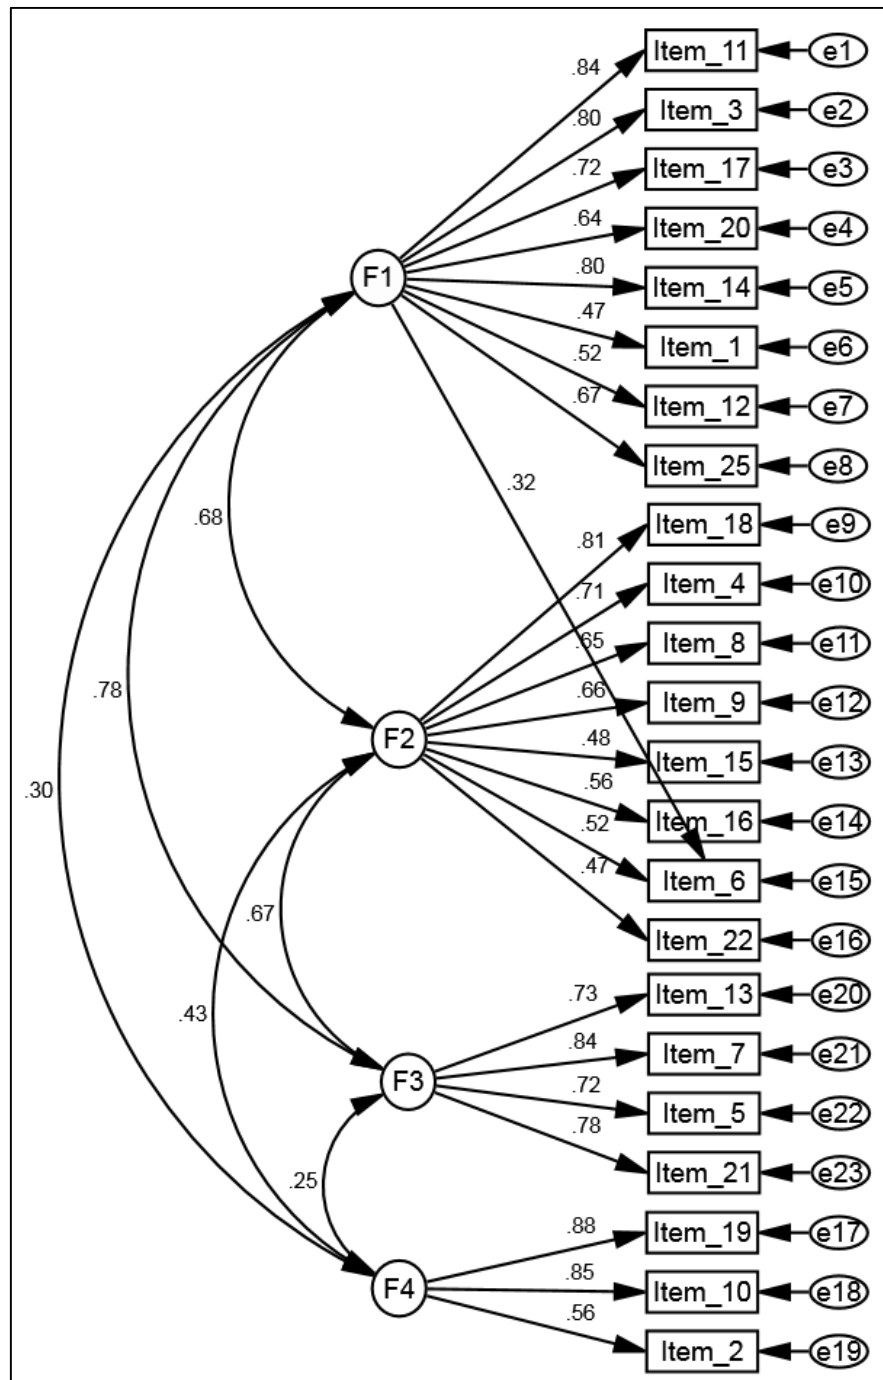 Item_11 e1
.84
Item_3 e2
.80
Item_17 e3
.72
Item_20 e4
.64
F1
.80
Item_14 e5
.47
Item_1 e6
.52
Item_12 e7
.67
Item_25 e8
.32
.68
Item_18 e9
.81
Item_4 e10
.71
Item_8 e11
.65
.78
.66
Item_9 e12
F2
.48
Item_15 e13
.30
.56
Item_16 e14
.52
.47
Item_6 e15
.67
Item_22 e16
.43
.73
Item_13 e20
.84
Item_7 e21
F3
.72
Item_5 e22
.78
.25
Item_21 e23
.88
Item_19 e17
F4
.85
Item_10 e18
.56
Item_2 e19